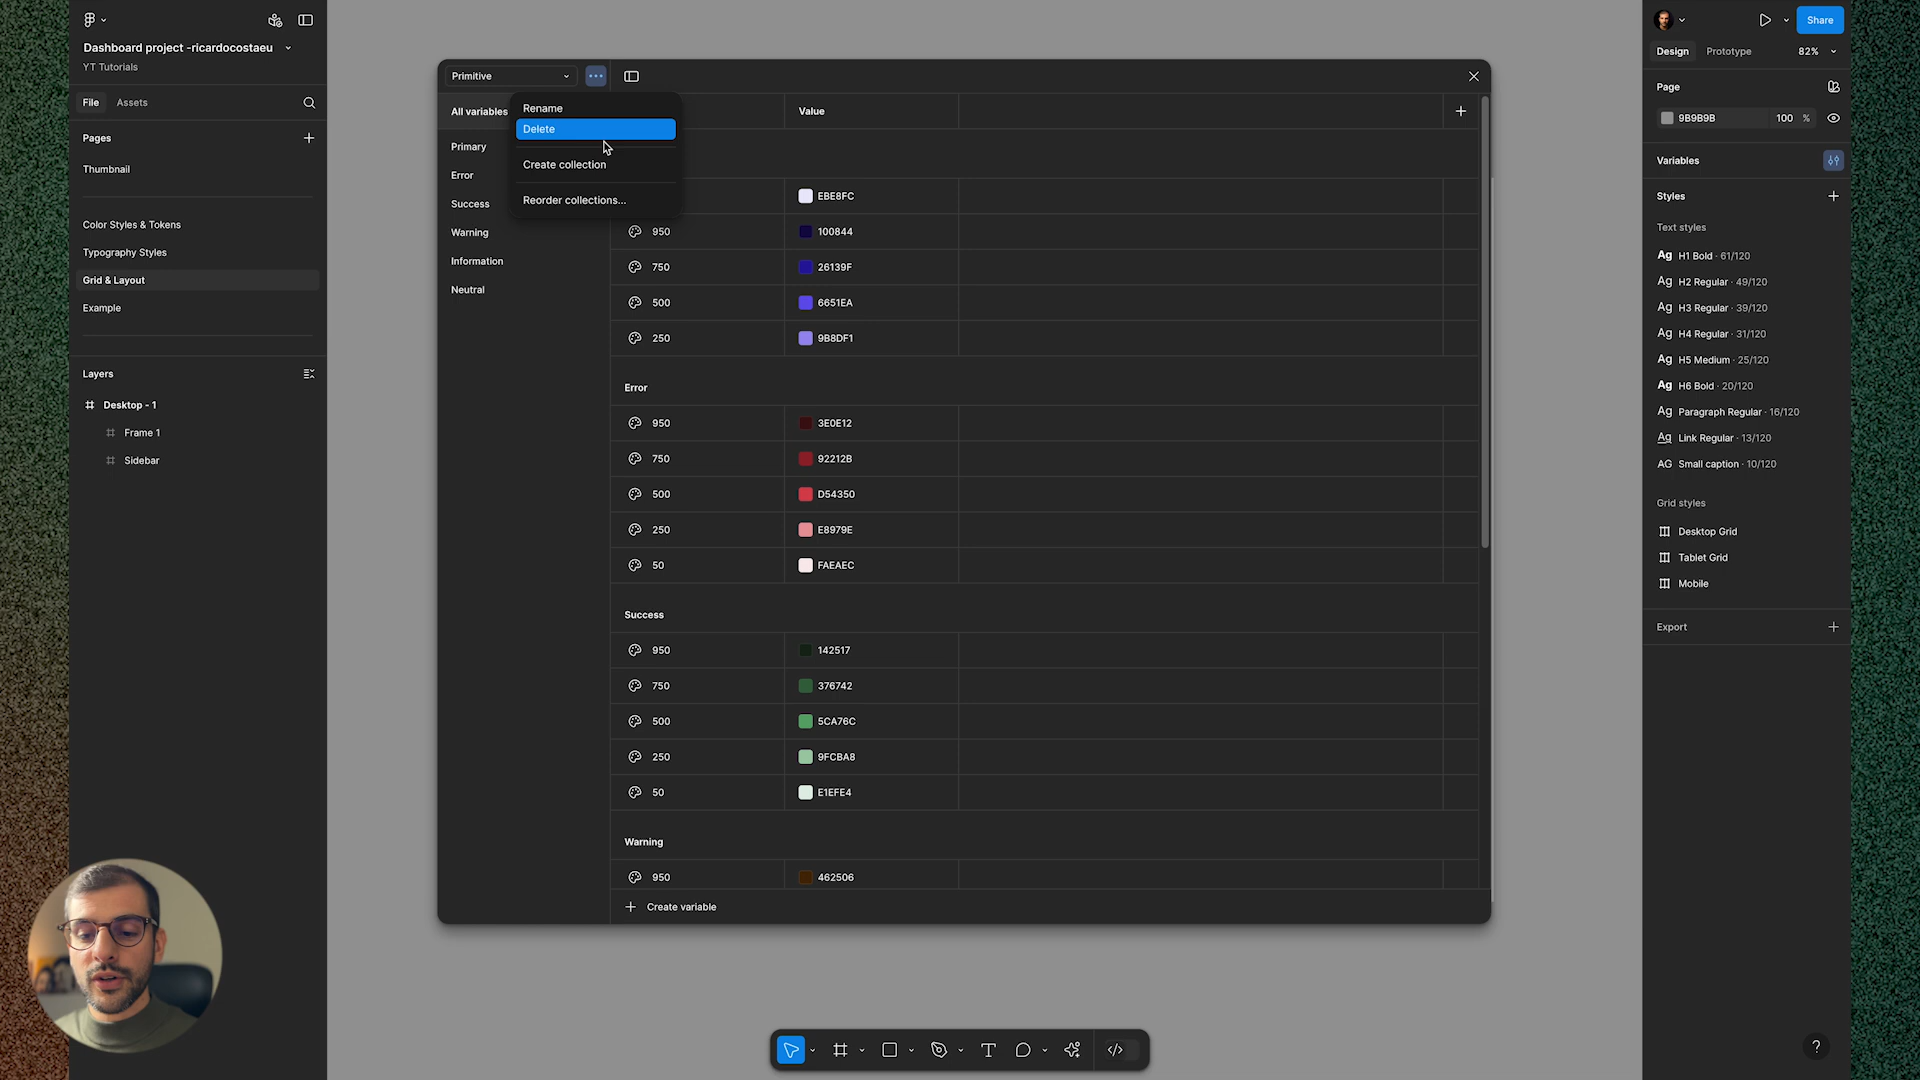 Dashboard project -ricardocostaeu
YT Tutorials
File
Assets
Pages
Thumbnail
Color Styles & Tokens
Typography Styles
Grid & Layout
Example
Layers
Desktop - 1
Frame 1
Sidebar
Primitive
All variables
Primary
Error
Success
Warning
Information
Neutral
Rename
Delete
Create collection
Reorder collections...
Value
EBE8FC
950 100844
750 26139F
500 6651EA
250 9B8DF1
Error
950 3E0E12
750 92212B
500 D54350
250 E8979E
50 FAEAEC
Success
950 142517
750 376742
500 5CA76C
250 9FCBA8
50 E1EFE4
Warning
950 462506
Create variable
Share
Design
Prototype
82%
Page
9B9B9B 100 %
Variables
Styles
Text styles
Ag H1 Bold · 61/120
Ag H2 Regular · 49/120
Ag H3 Regular · 39/120
Ag H4 Regular · 31/120
Ag H5 Medium · 25/120
Ag H6 Bold · 20/120
Ag Paragraph Regular · 16/120
Ag Link Regular · 13/120
AG Small caption · 10/120
Grid styles
Desktop Grid
Tablet Grid
Mobile
Export
?